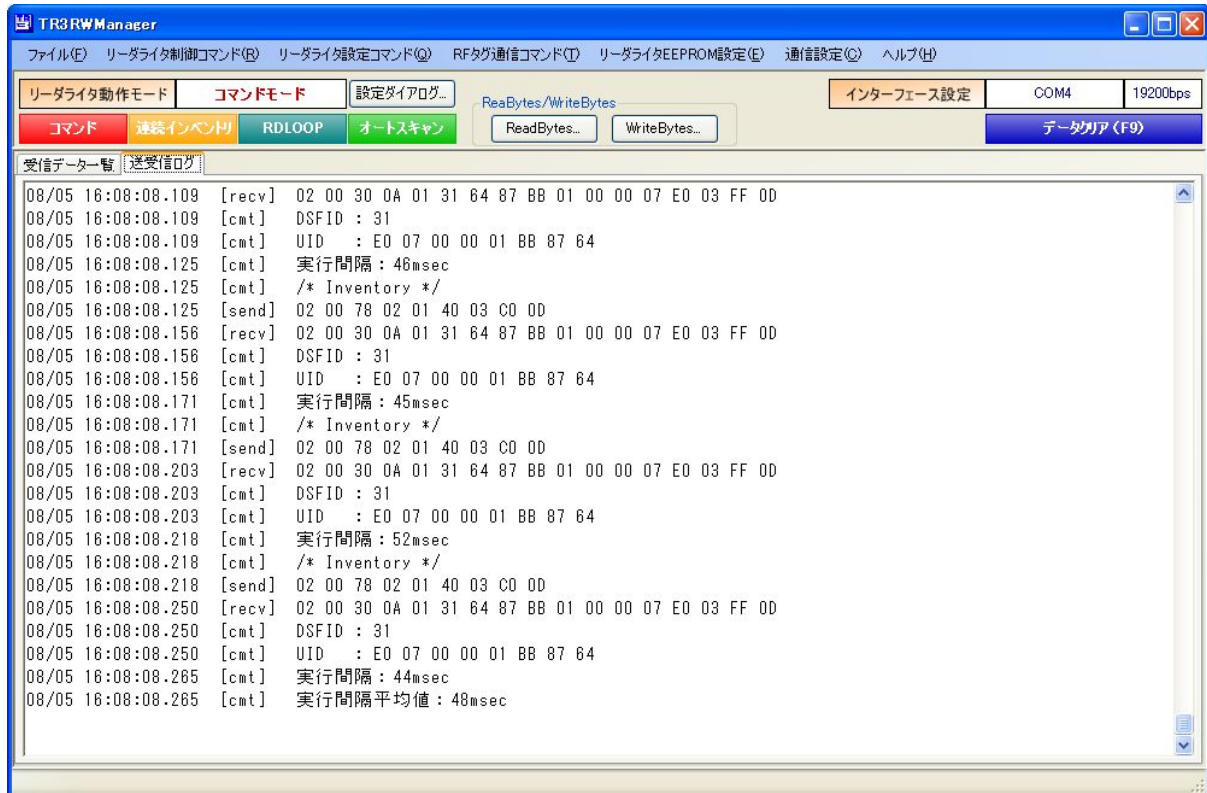 TR3RWManager
ファイル(F) リーダライタ制御コマンド(R) リーダライタ設定コマンド(Q) RFタグ通信コマンド(T) リーダライタEEPROM設定(E) 通信設定(C) ヘルプ(H)
リーダライタ動作モード コマンドモード 設定ダイアログ... ReaBytes/WriteBytes インターフェース設定 COM4 19200bps
コマンド 連続インベントリ RDLOOP オートスキャン ReadBytes... WriteBytes... データクリア(F9)
受信データ一覧 送受信ログ
08/05 16:08:08.109 [recv] 02 00 30 0A 01 31 64 87 BB 01 00 00 07 E0 03 FF 0D
08/05 16:08:08.109 [cmt] DSFID : 31
08/05 16:08:08.109 [cmt] UID : E0 07 00 00 01 BB 87 64
08/05 16:08:08.125 [cmt] 実行間隔:46msec
08/05 16:08:08.125 [cmt] /* Inventory */
08/05 16:08:08.125 [send] 02 00 78 02 01 40 03 C0 0D
08/05 16:08:08.156 [recv] 02 00 30 0A 01 31 64 87 BB 01 00 00 07 E0 03 FF 0D
08/05 16:08:08.156 [cmt] DSFID : 31
08/05 16:08:08.156 [cmt] UID : E0 07 00 00 01 BB 87 64
08/05 16:08:08.171 [cmt] 実行間隔:45msec
08/05 16:08:08.171 [cmt] /* Inventory */
08/05 16:08:08.171 [send] 02 00 78 02 01 40 03 C0 0D
08/05 16:08:08.203 [recv] 02 00 30 0A 01 31 64 87 BB 01 00 00 07 E0 03 FF 0D
08/05 16:08:08.203 [cmt] DSFID : 31
08/05 16:08:08.203 [cmt] UID : E0 07 00 00 01 BB 87 64
08/05 16:08:08.218 [cmt] 実行間隔:52msec
08/05 16:08:08.218 [cmt] /* Inventory */
08/05 16:08:08.218 [send] 02 00 78 02 01 40 03 C0 0D
08/05 16:08:08.250 [recv] 02 00 30 0A 01 31 64 87 BB 01 00 00 07 E0 03 FF 0D
08/05 16:08:08.250 [cmt] DSFID : 31
08/05 16:08:08.250 [cmt] UID : E0 07 00 00 01 BB 87 64
08/05 16:08:08.265 [cmt] 実行間隔:44msec
08/05 16:08:08.265 [cmt] 実行間隔平均値:48msec